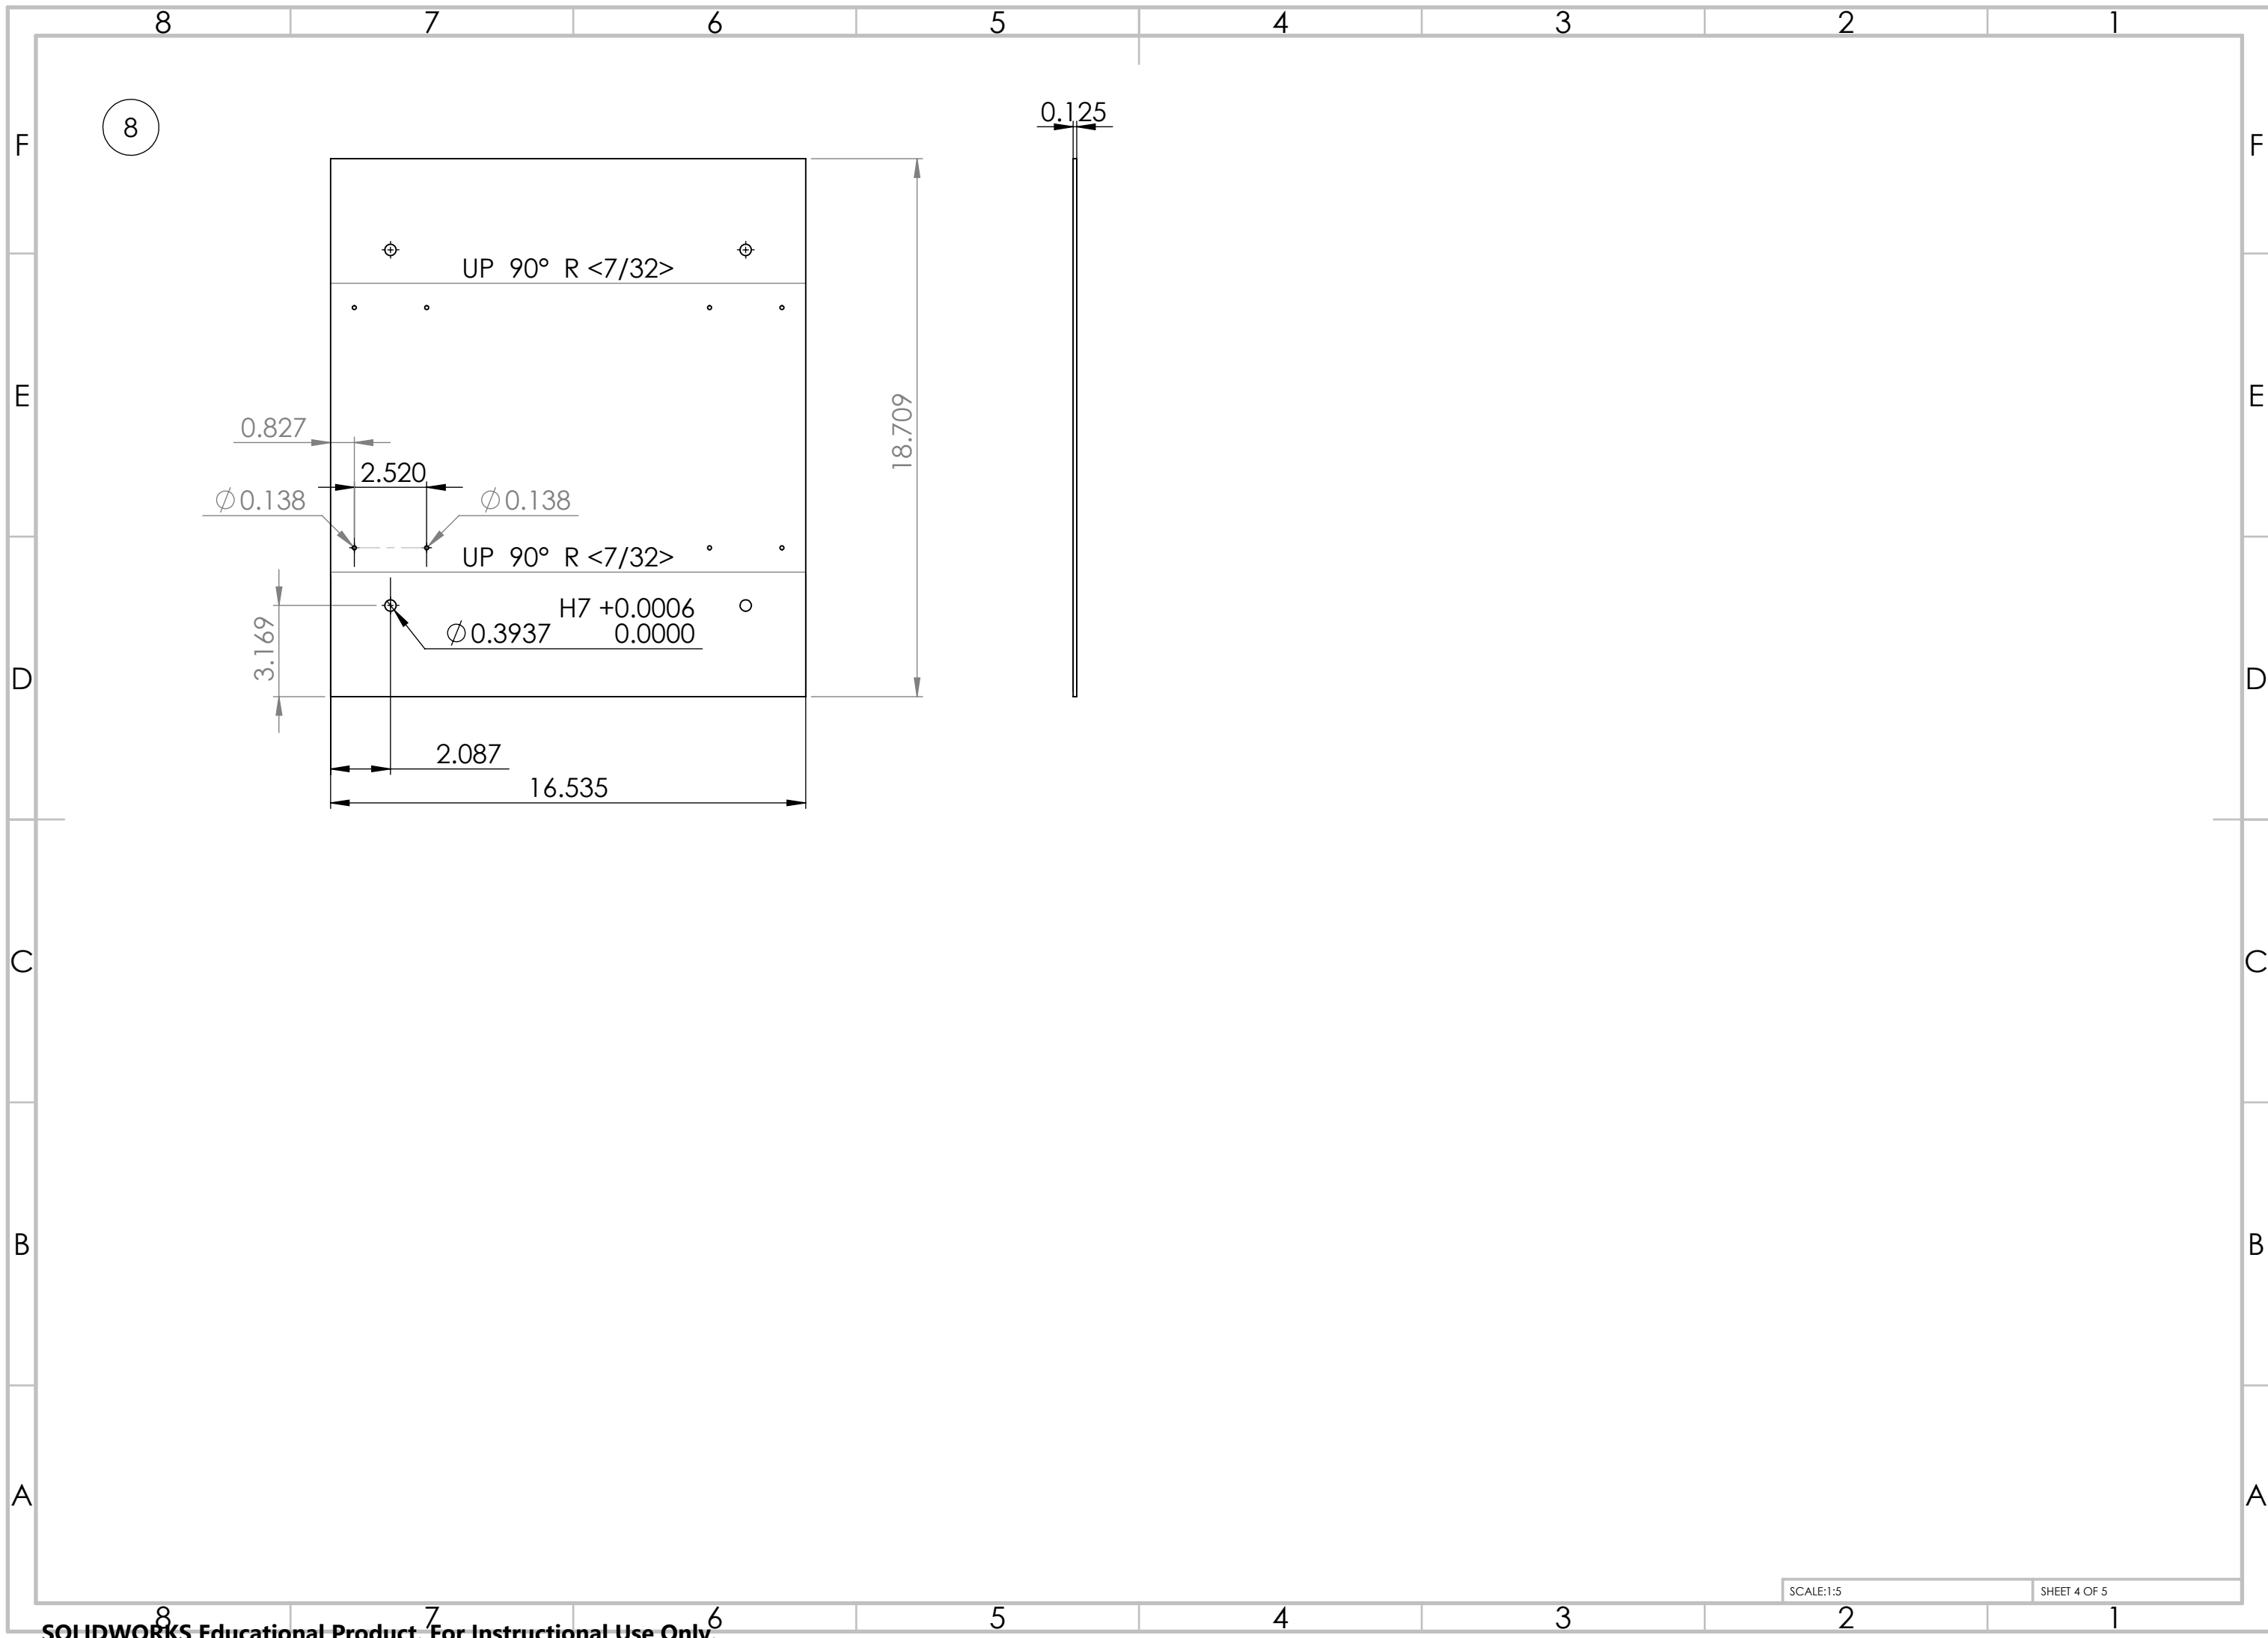 8 7 6 5 4 3 2 1
8
0.125
F F
UP 90° R <7/32>
E E
0.827
18.709
2.520
∅0.138 ∅0.138
UP 90° R <7/32>
H7 +0.0006
∅0.3937 0.0000
3.169
D D
2.087
16.535
C C
B B
A A
SCALE:1:5 SHEET 4 OF 5
8 7 6 5 4 3 2 1
SOLIDWORKS Educational Product. For Instructional Use Only.